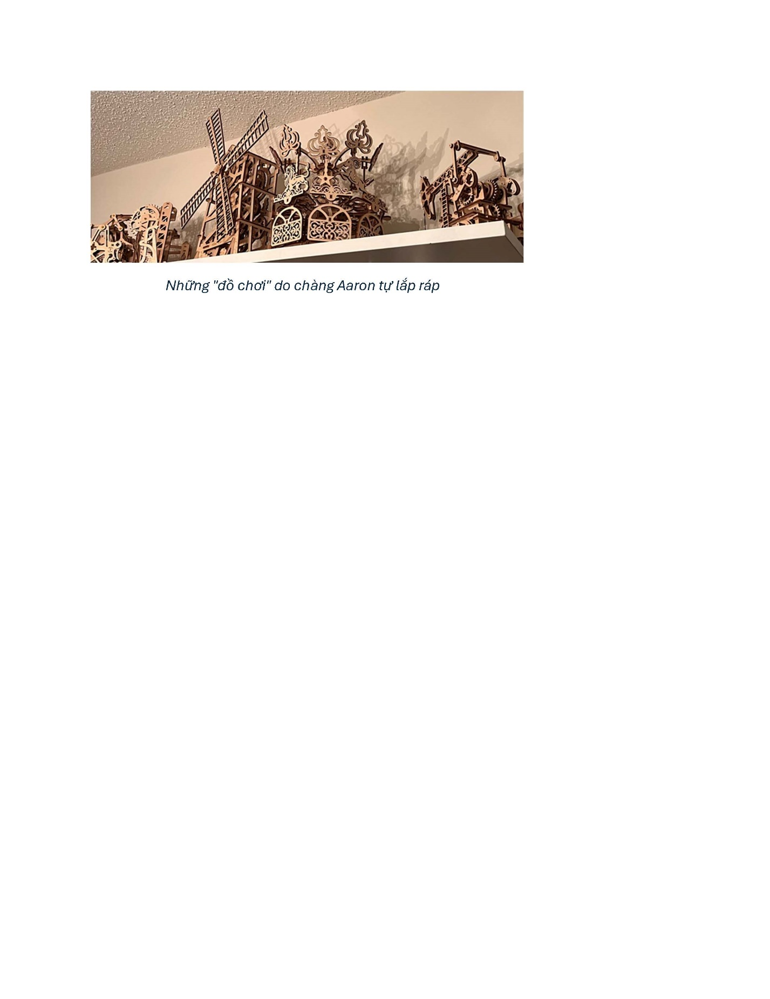 Những "đồ chơi" do chàng Aaron tự lắp ráp